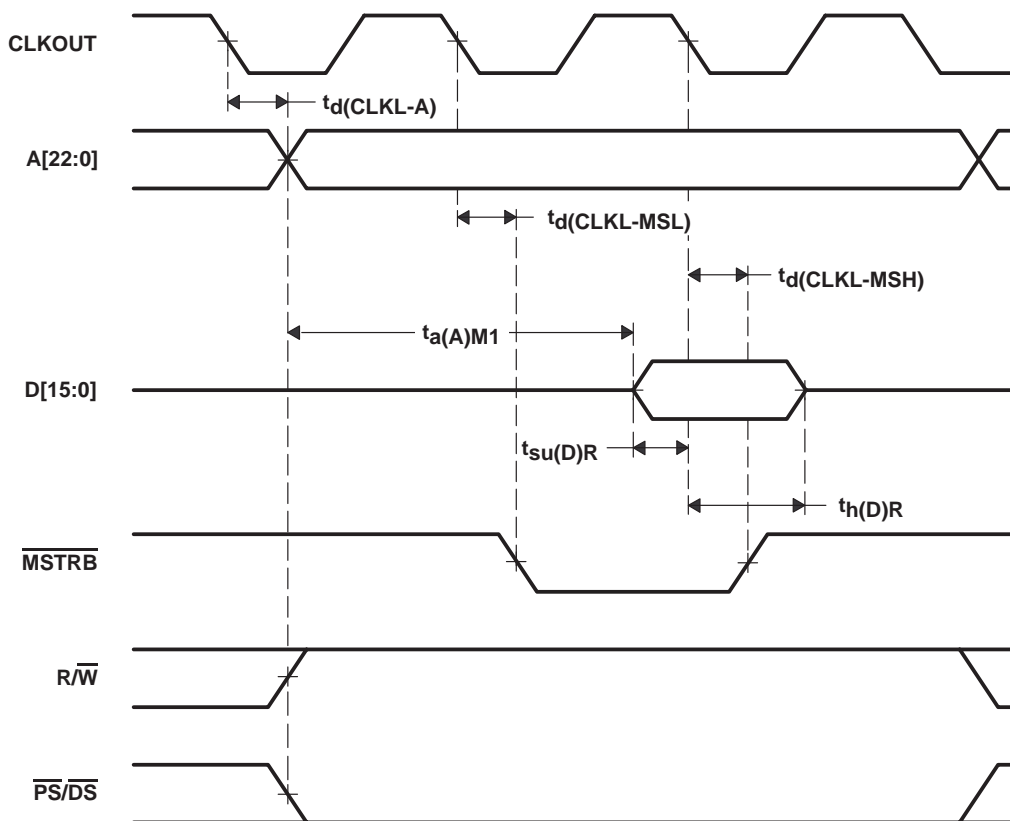 CLKOUT
td(CLKL-A)
A[22:0]
td(CLKL-MSL)
td(CLKL-MSH)
ta(A)M1
D[15:0]
tsu(D)R
th(D)R
MSTRB
R/W
PS/DS